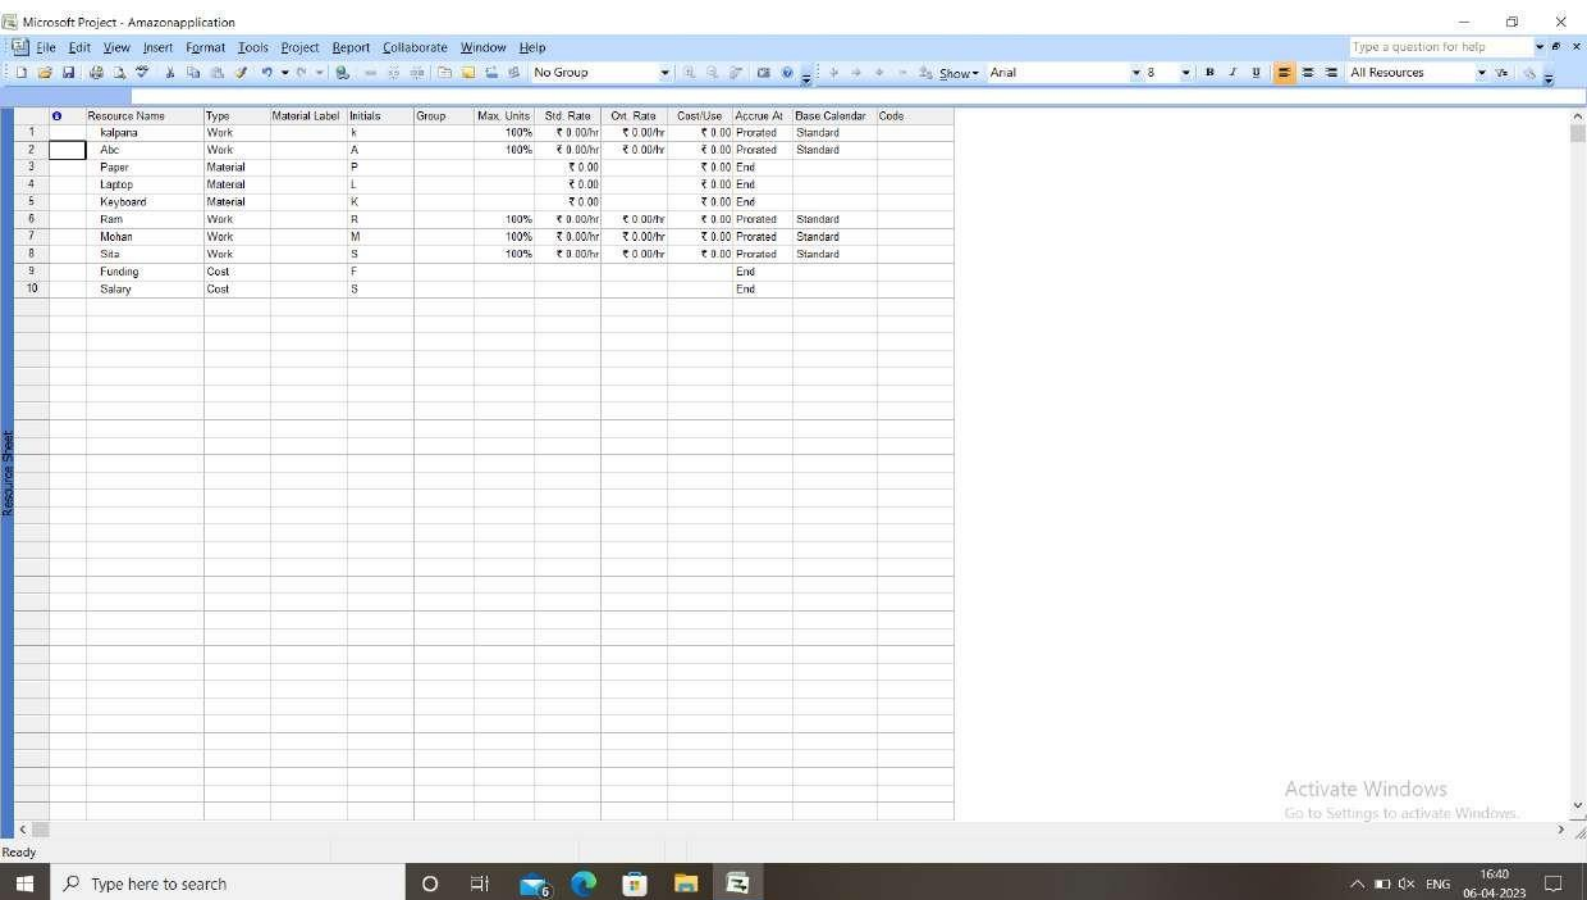 Microsoft Project - Amazonapplication
File Edit View Insert Format Tools Project Report Collaborate Window Help Type a question for help
No Group Show Arial 8 B I U All Resources
Resource Name Type Material Label Initials Group Max. Units Std. Rate Ovt. Rate Cost/Use Accrue At Base Calendar Code
1 kalpana Work k 100% ₹ 0.00/hr ₹ 0.00/hr ₹ 0.00 Prorated Standard
2 Abc Work A 100% ₹ 0.00/hr ₹ 0.00/hr ₹ 0.00 Prorated Standard
3 Paper Material P ₹ 0.00 ₹ 0.00 End
4 Laptop Material L ₹ 0.00 ₹ 0.00 End
5 Keyboard Material K ₹ 0.00 ₹ 0.00 End
6 Ram Work R 100% ₹ 0.00/hr ₹ 0.00/hr ₹ 0.00 Prorated Standard
7 Mohan Work M 100% ₹ 0.00/hr ₹ 0.00/hr ₹ 0.00 Prorated Standard
8 Sita Work S 100% ₹ 0.00/hr ₹ 0.00/hr ₹ 0.00 Prorated Standard
9 Funding Cost F End
10 Salary Cost S End
Resource Sheet
Activate Windows
Go to Settings to activate Windows.
Ready
Type here to search 6 ENG 16:40
06-04-2023